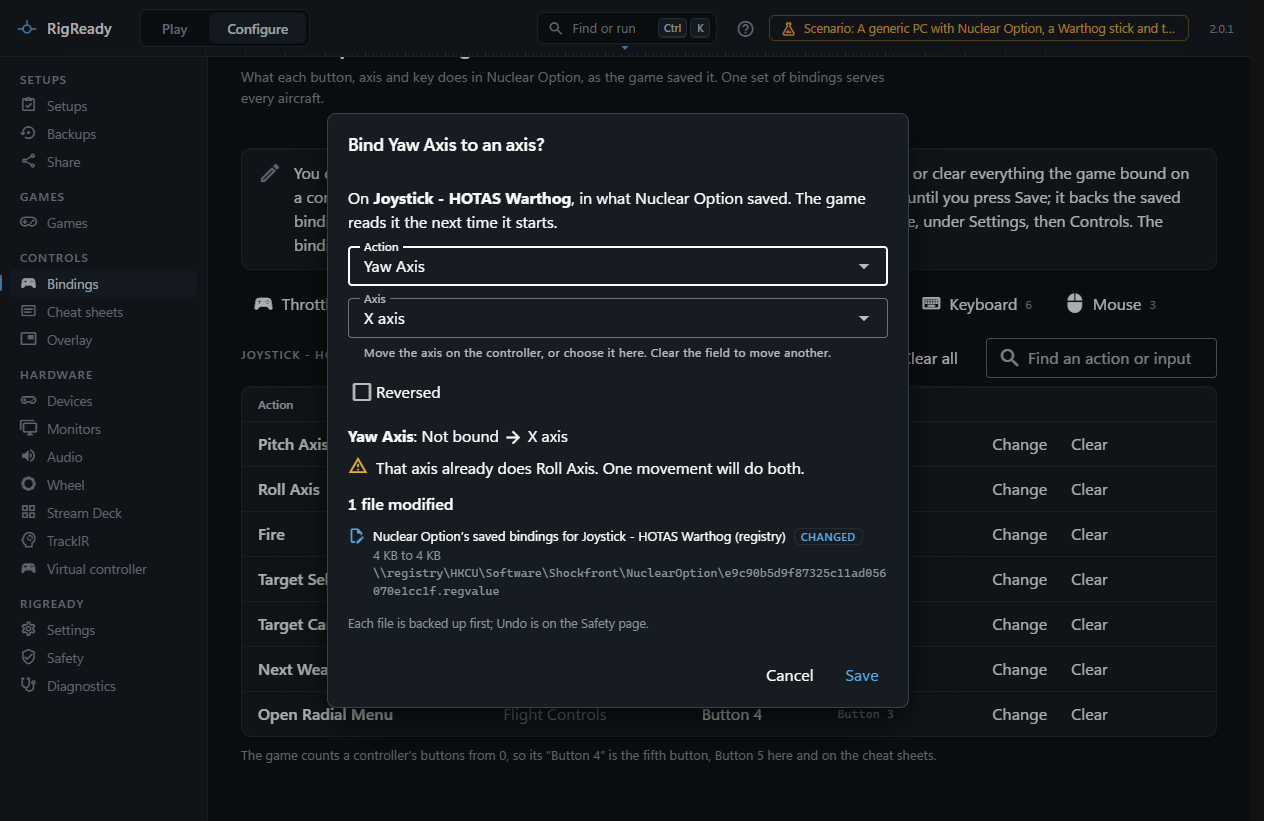 RigReady
Play
Configure
Find or run
Ctrl
K
Scenario: A generic PC with Nuclear Option, a Warthog stick and t...
2.0.1
SETUPS
Setups
Backups
Share
GAMES
Games
CONTROLS
Bindings
Cheat sheets
Overlay
HARDWARE
Devices
Monitors
Audio
Wheel
Stream Deck
TrackIR
Virtual controller
RIGREADY
Settings
Safety
Diagnostics
What each button, axis and key does in Nuclear Option, as the game saved it. One set of bindings serves
every aircraft.
You
or clear everything the game bound on
a
until you press Save; it backs the saved
under Settings, then Controls. The
Keyboard 6
Mouse 3
JOYSTICK -
all
Find an action or input
Action
Pitch Axis
Change
Clear
Roll Axis
Change
Clear
Fire
Change
Clear
Target
Change
Clear
Target
Change
Clear
Next
Change
Clear
Open Radial Menu
Flight Controls
Button 4
Button 3
Change
Clear
The game counts a controller's buttons from 0, so its “Button 4” is the fifth button, Button 5 here and on the cheat sheets.
Bind Yaw Axis to an axis?
On Joystick - HOTAS Warthog, in what Nuclear Option saved. The game
reads it the next time it starts.
Action
Yaw Axis
Axis
X axis
Move the axis on the controller, or choose it here. Clear the field to move another.
Reversed
Yaw Axis: Not bound → X axis
That axis already does Roll Axis. One movement will do both.
1 file modified
Nuclear Option’s saved bindings for Joystick - HOTAS Warthog (registry) CHANGED
4 KB to 4 KB
\\registry\HKCU\Software\Shockfront\NuclearOption\e9c90b5d9f87325c11ad056
070e1cc1f.regvalue
Each file is backed up first; Undo is on the Safety page.
Cancel
Save